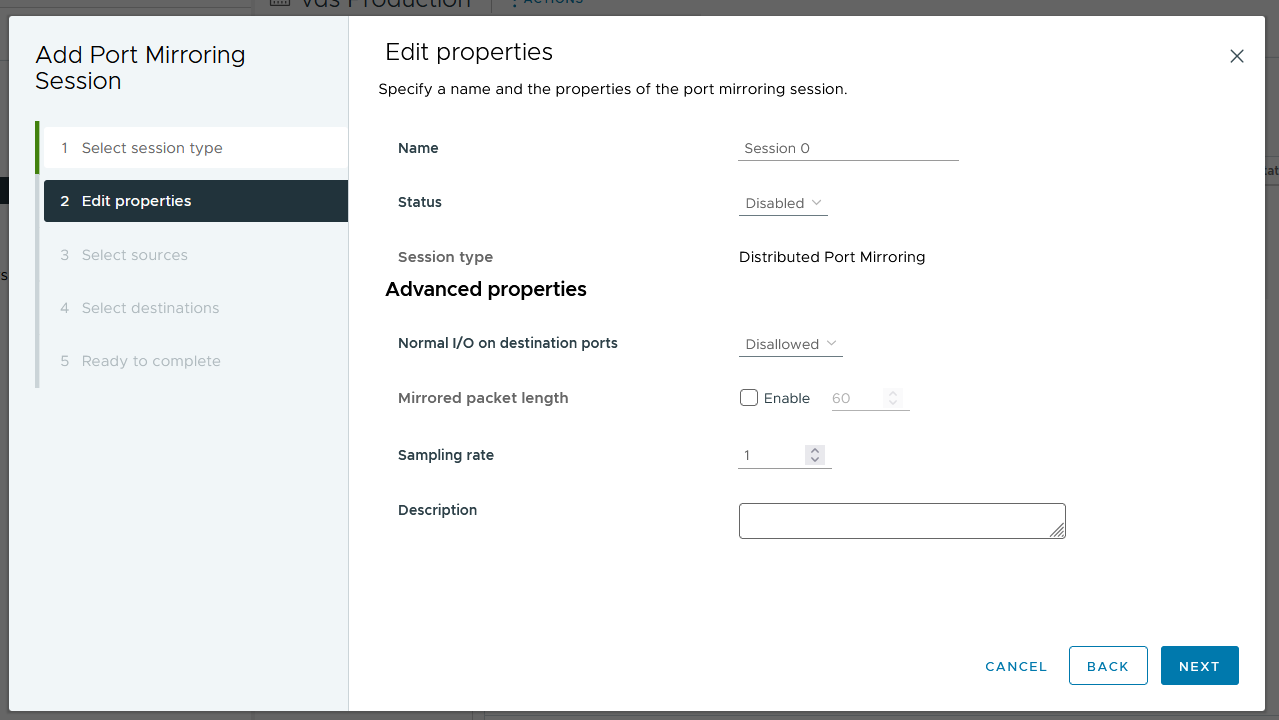 vds Production
ACTIONS
Add Port Mirroring
Session
1 Select session type
2 Edit properties
3 Select sources
4 Select destinations
5 Ready to complete
Edit properties
Specify a name and the properties of the port mirroring session.
Name Session 0
Status Disabled
Session type Distributed Port Mirroring
Advanced properties
Normal I/O on destination ports Disallowed
Mirrored packet length Enable 60
Sampling rate 1
Description
CANCEL BACK NEXT